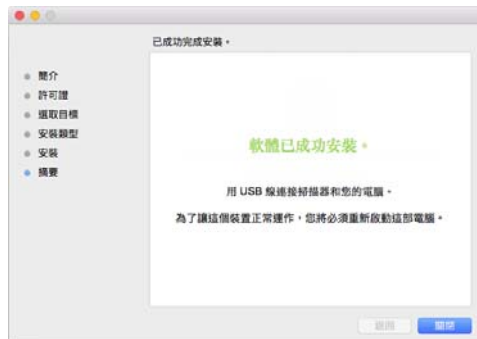 已成功完成安裝。
簡介
許可證
選取目標
安裝類型
安裝
摘要
軟體已成功安裝。
用 USB 線連接掃描器和您的電腦。
為了讓這個裝置正常運作，您將必須重新啟動這部電腦。
返回
關閉